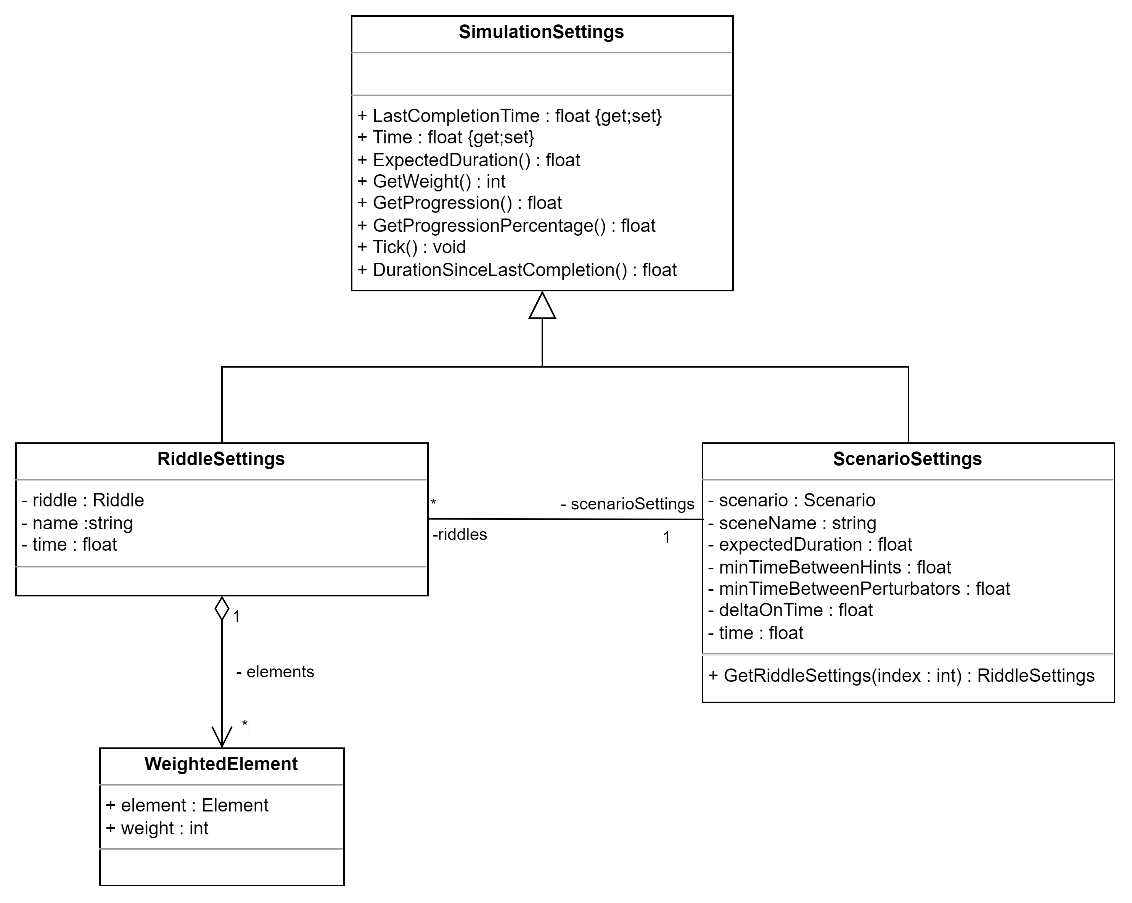 SimulationSettings
+ LastCompletionTime : float {get;set}
+ Time : float {get;set}
+ ExpectedDuration() : float
+ GetWeight() : int
+ GetProgression() : float
+ GetProgressionPercentage() : float
+ Tick() : void
+ DurationSinceLastCompletion() : float
RiddleSettings
- riddle : Riddle
- name :string
- time : float
*
-riddles
- scenarioSettings
1
ScenarioSettings
- scenario : Scenario
- sceneName : string
- expectedDuration : float
- minTimeBetweenHints : float
- minTimeBetweenPerturbators : float
- deltaOnTime : float
- time : float
+ GetRiddleSettings(index : int) : RiddleSettings
1
- elements
*
WeightedElement
+ element : Element
+ weight : int